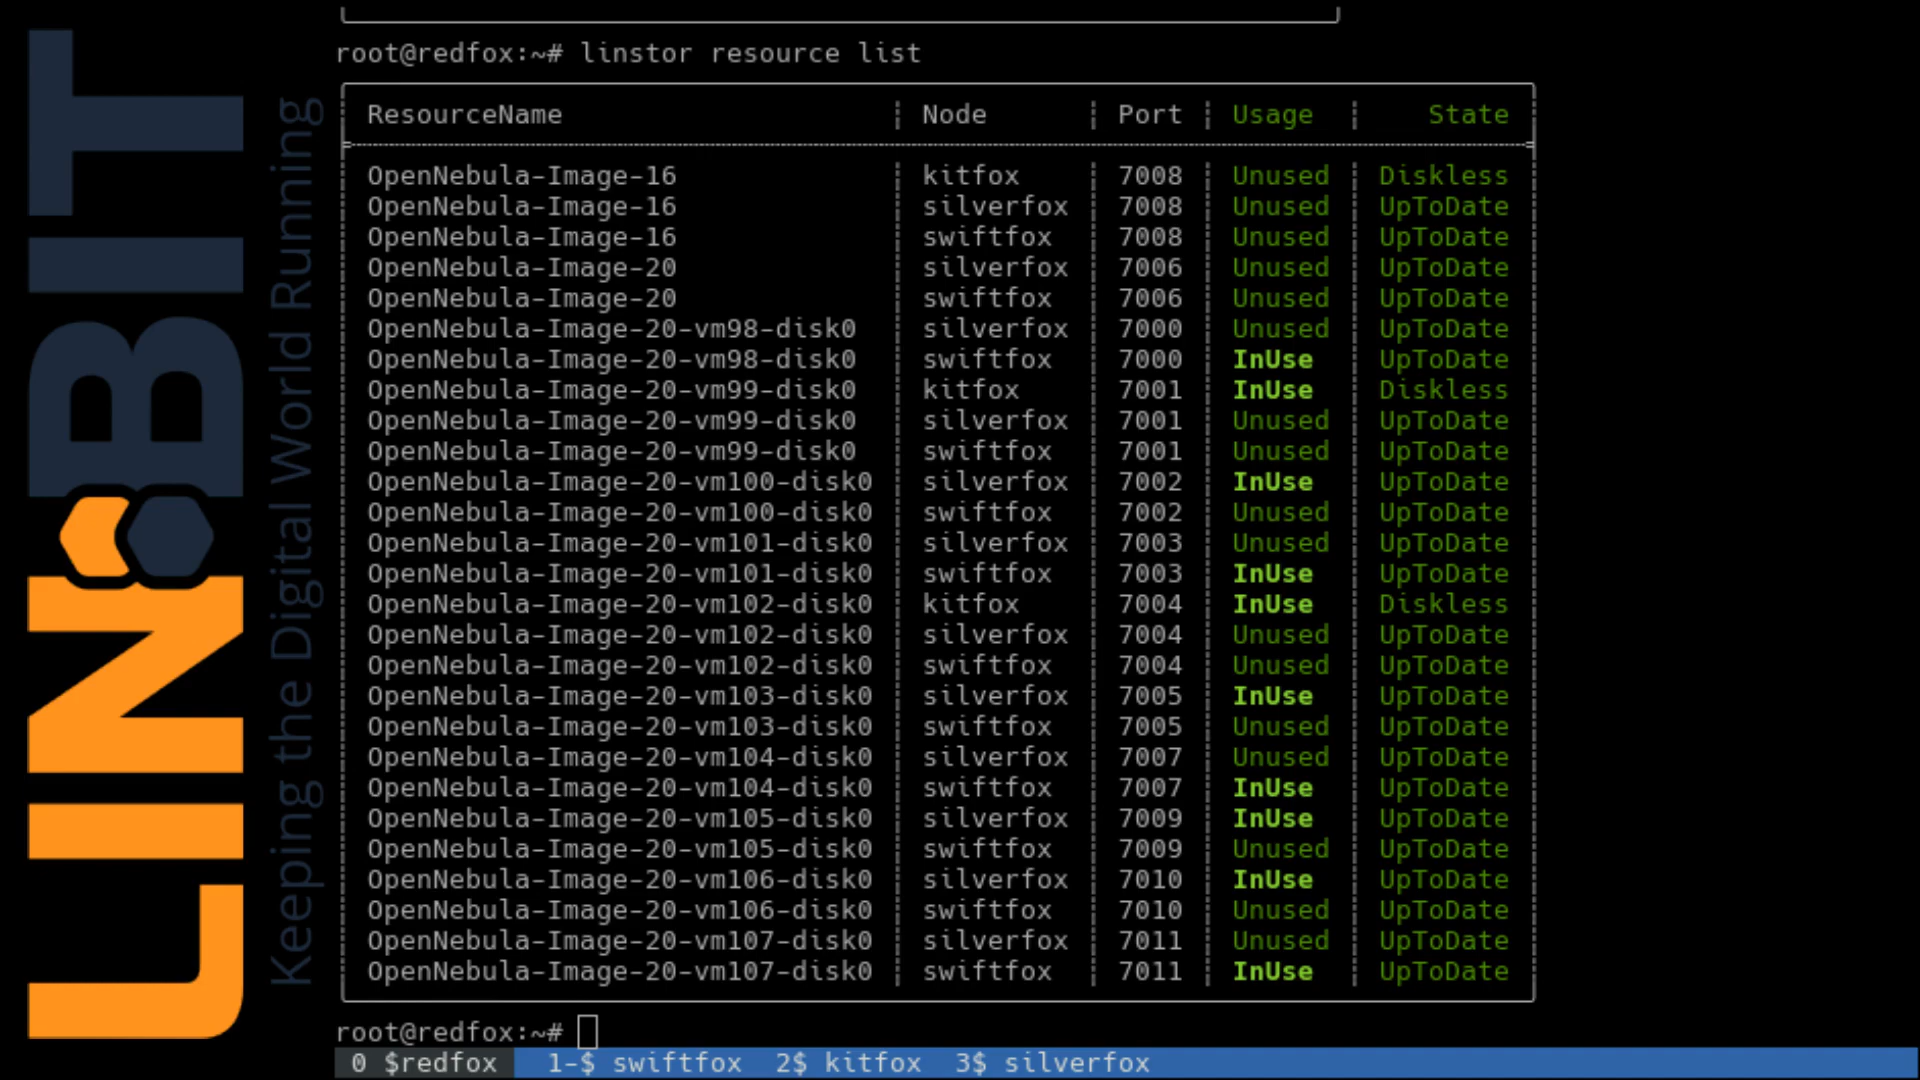 LINBIT
Keeping the Digital World Running
root@redfox:~# linstor resource list
ResourceName Node Port Usage State
OpenNebula-Image-16 kitfox 7008 Unused Diskless
OpenNebula-Image-16 silverfox 7008 Unused UpToDate
OpenNebula-Image-16 swiftfox 7008 Unused UpToDate
OpenNebula-Image-20 silverfox 7006 Unused UpToDate
OpenNebula-Image-20 swiftfox 7006 Unused UpToDate
OpenNebula-Image-20-vm98-disk0 silverfox 7000 Unused UpToDate
OpenNebula-Image-20-vm98-disk0 swiftfox 7000 InUse UpToDate
OpenNebula-Image-20-vm99-disk0 kitfox 7001 InUse Diskless
OpenNebula-Image-20-vm99-disk0 silverfox 7001 Unused UpToDate
OpenNebula-Image-20-vm99-disk0 swiftfox 7001 Unused UpToDate
OpenNebula-Image-20-vm100-disk0 silverfox 7002 InUse UpToDate
OpenNebula-Image-20-vm100-disk0 swiftfox 7002 Unused UpToDate
OpenNebula-Image-20-vm101-disk0 silverfox 7003 Unused UpToDate
OpenNebula-Image-20-vm101-disk0 swiftfox 7003 InUse UpToDate
OpenNebula-Image-20-vm102-disk0 kitfox 7004 InUse Diskless
OpenNebula-Image-20-vm102-disk0 silverfox 7004 Unused UpToDate
OpenNebula-Image-20-vm102-disk0 swiftfox 7004 Unused UpToDate
OpenNebula-Image-20-vm103-disk0 silverfox 7005 InUse UpToDate
OpenNebula-Image-20-vm103-disk0 swiftfox 7005 Unused UpToDate
OpenNebula-Image-20-vm104-disk0 silverfox 7007 Unused UpToDate
OpenNebula-Image-20-vm104-disk0 swiftfox 7007 InUse UpToDate
OpenNebula-Image-20-vm105-disk0 silverfox 7009 InUse UpToDate
OpenNebula-Image-20-vm105-disk0 swiftfox 7009 Unused UpToDate
OpenNebula-Image-20-vm106-disk0 silverfox 7010 InUse UpToDate
OpenNebula-Image-20-vm106-disk0 swiftfox 7010 Unused UpToDate
OpenNebula-Image-20-vm107-disk0 silverfox 7011 Unused UpToDate
OpenNebula-Image-20-vm107-disk0 swiftfox 7011 InUse UpToDate
root@redfox:~#
0 $redfox 1-$ swiftfox 2$ kitfox 3$ silverfox